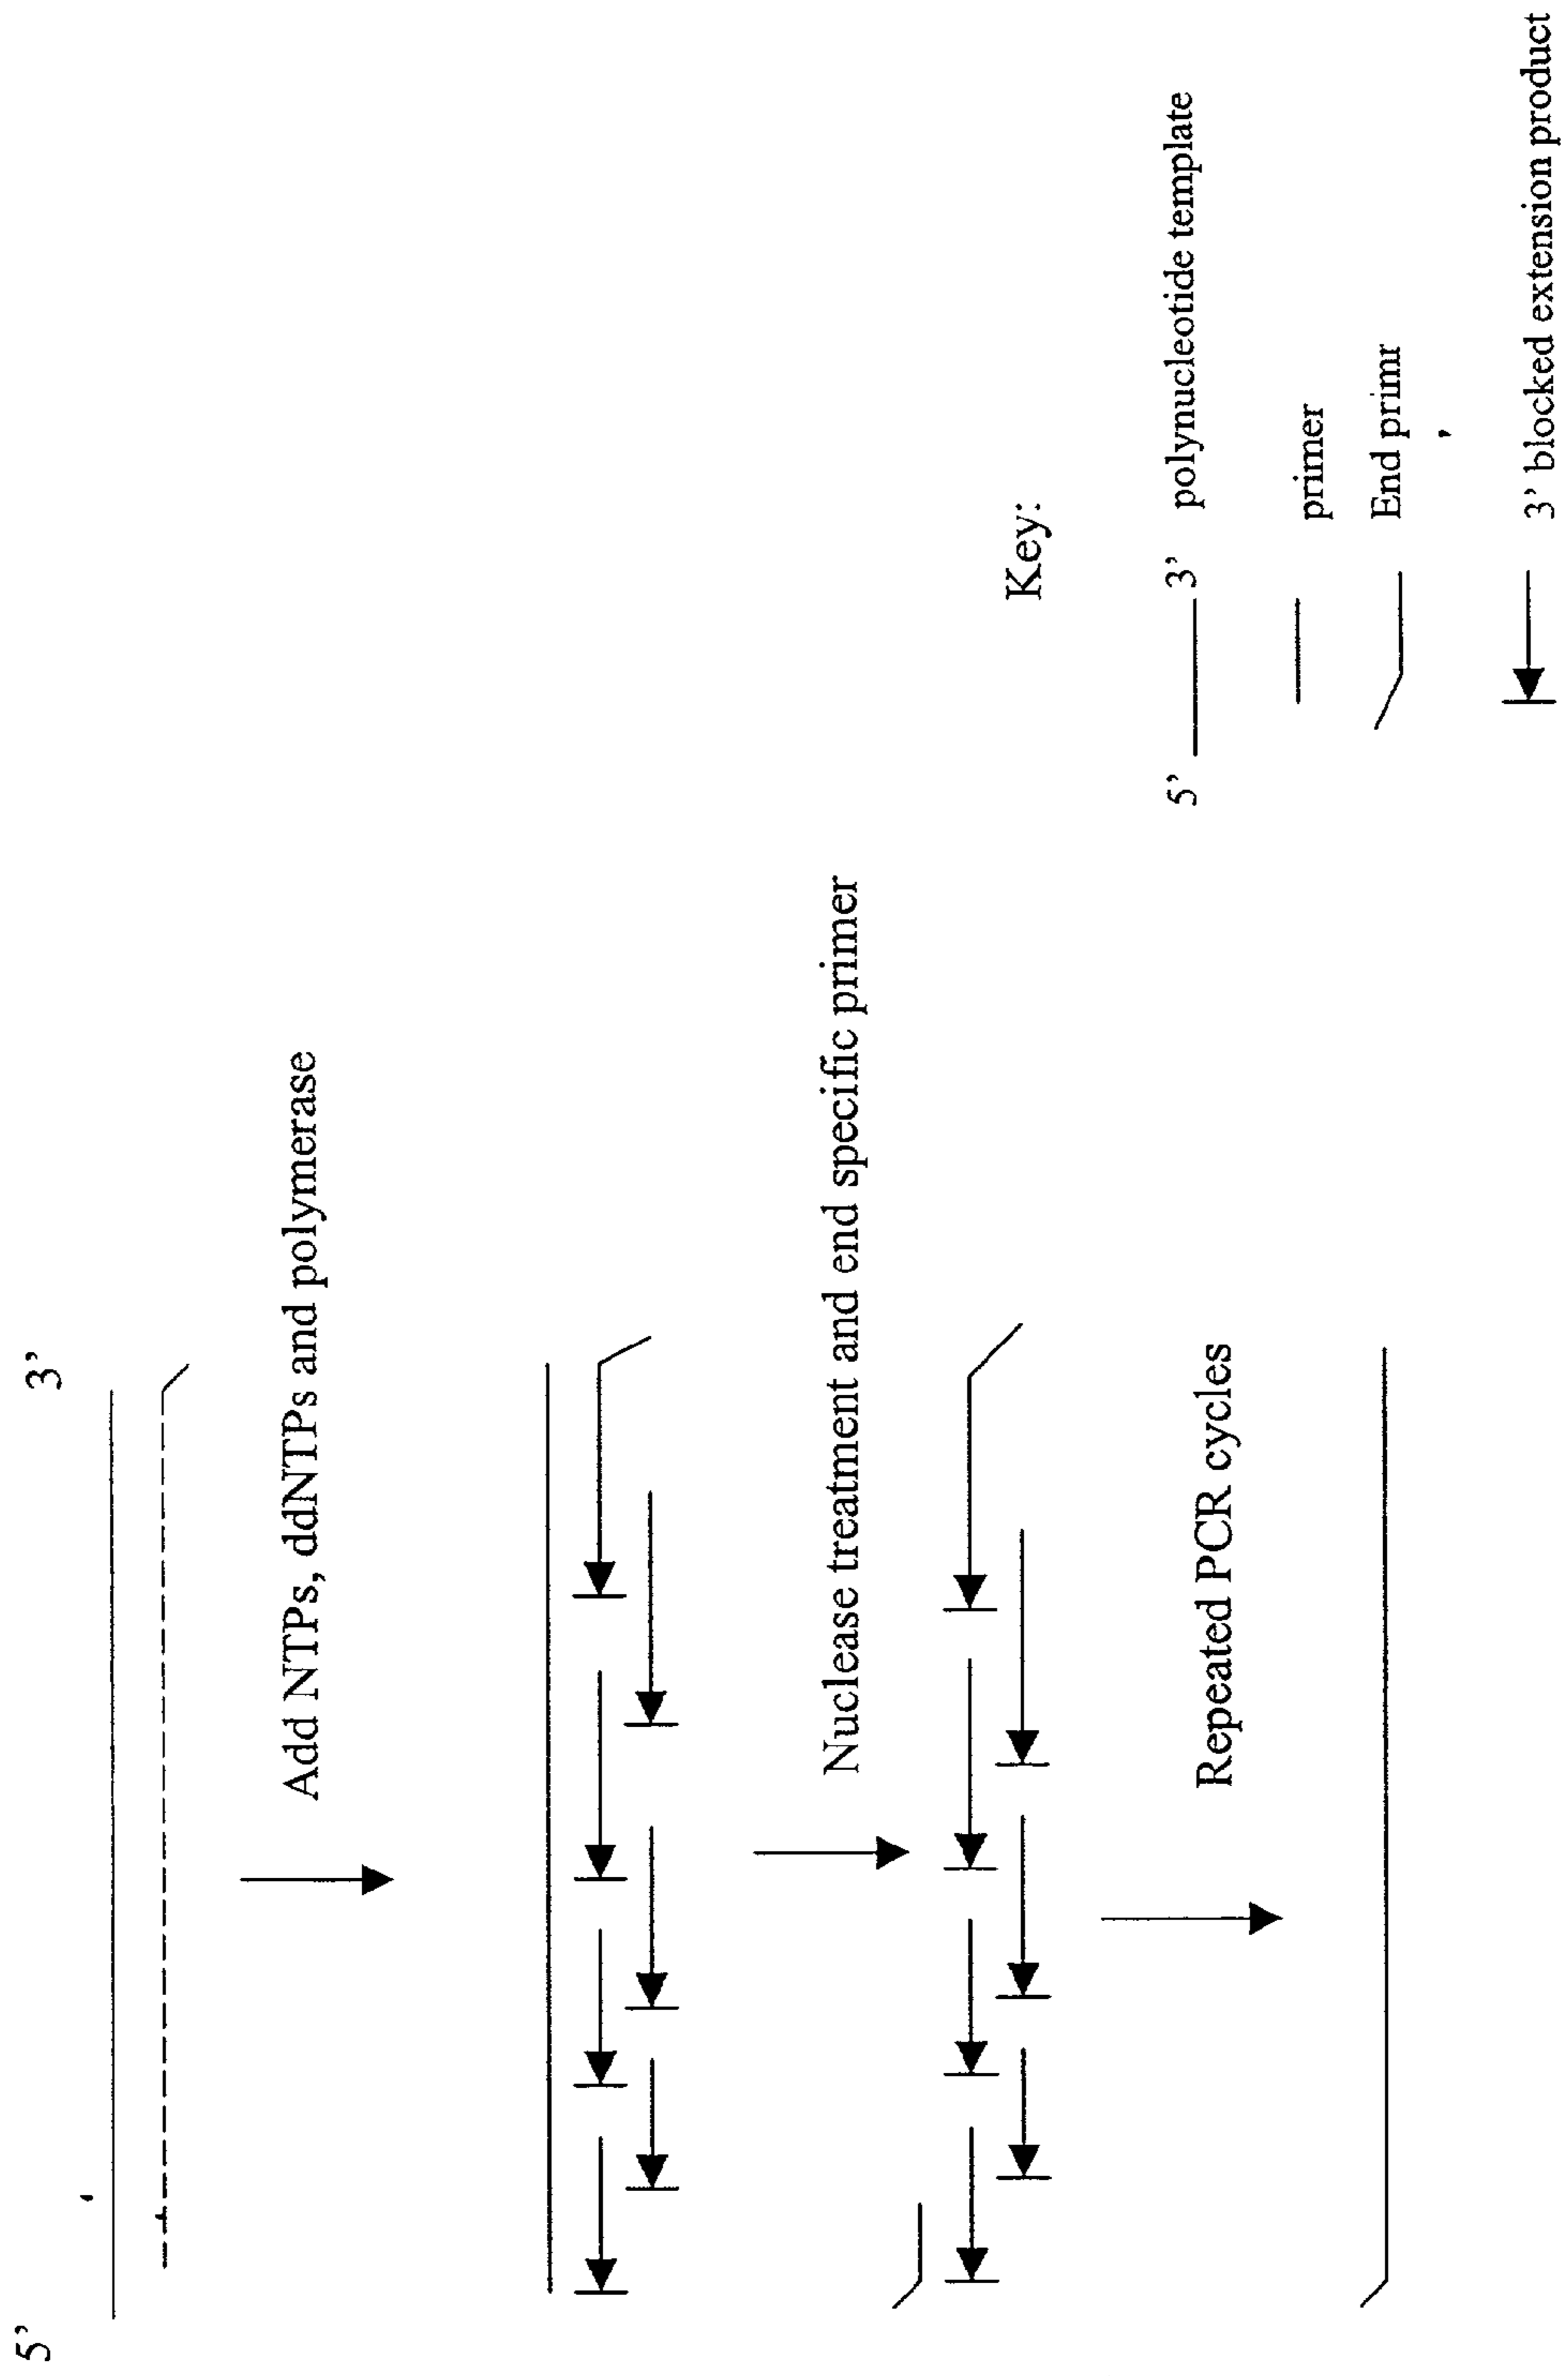 5' 3'
Add NTPs, ddNTPs and polymerase
Nuclease treatment and end specific primer
Repeated PCR cycles
Key:
5' 3' polynucleotide template
primer
End primr
3' blocked extension product